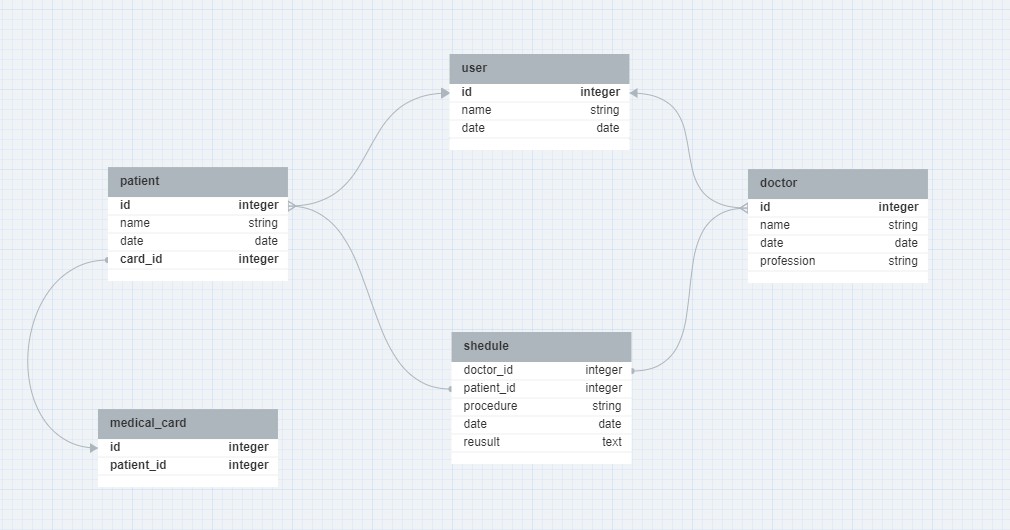 user
id integer
name string
date date
patient
id integer
name string
date date
card_id integer
doctor
id integer
name string
date date
profession string
shedule
doctor_id integer
patient_id integer
procedure string
date date
reusult text
medical_card
id integer
patient_id integer